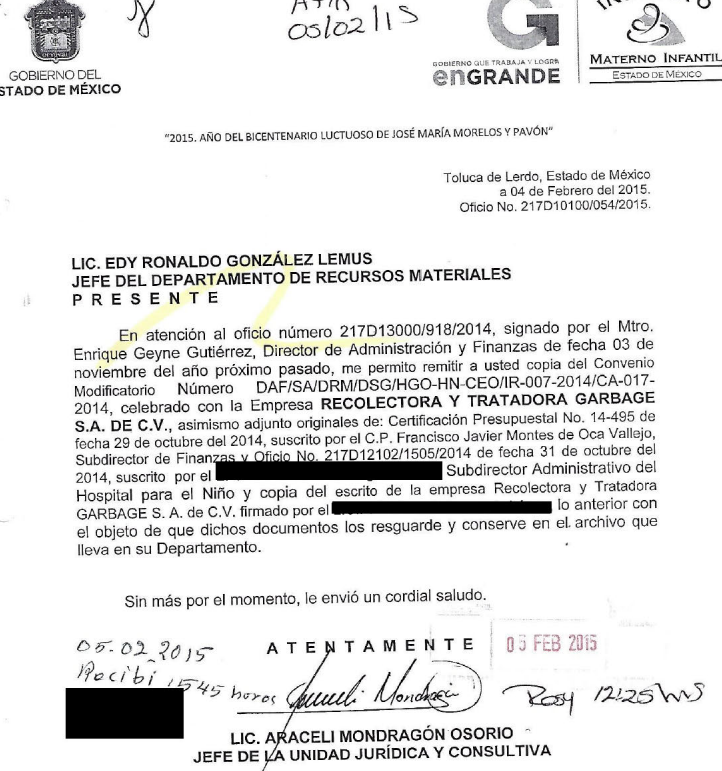 05/02/15
GOBIERNO DEL
ESTADO DE MÉXICO
GOBIERNO QUE TRABAJA Y LOGRA
enGRANDE
MATERNO INFANTIL
ESTADO DE MÉXICO
"2015. AÑO DEL BICENTENARIO LUCTUOSO DE JOSÉ MARÍA MORELOS Y PAVÓN"
Toluca de Lerdo, Estado de México
a 04 de Febrero del 2015.
Oficio No. 217D10100/054/2015.
LIC. EDY RONALDO GONZÁLEZ LEMUS
JEFE DEL DEPARTAMENTO DE RECURSOS MATERIALES
P R E S E N T E
En atención al oficio número 217D13000/918/2014, signado por el Mtro.
Enrique Geyne Gutiérrez, Director de Administración y Finanzas de fecha 03 de
noviembre del año próximo pasado, me permito remitir a usted copia del Convenio
Modificatorio Número DAF/SA/DRM/DSG/HGO-HN-CEO/IR-007-2014/CA-017-
2014, celebrado con la Empresa RECOLECTORA Y TRATADORA GARBAGE
S.A. DE C.V., asimismo adjunto originales de: Certificación Presupuestal No. 14-495 de
fecha 29 de octubre del 2014, suscrito por el C.P. Francisco Javier Montes de Oca Vallejo,
Subdirector de Finanzas y Oficio No. 217D12102/1505/2014 de fecha 31 de octubre del
2014, suscrito por el Subdirector Administrativo del
Hospital para el Niño y copia del escrito de la empresa Recolectora y Tratadora
GARBAGE S. A. de C.V. firmado por el lo anterior con
el objeto de que dichos documentos los resguarde y conserve en el archivo que
lleva en su Departamento.
Sin más por el momento, le envió un cordial saludo.
05.02.2015
A T E N T A M E N T E
05 FEB 2015
Recibí 1545 horas
Araceli Mondragón
Rosy 12:25 hrs
LIC. ARACELI MONDRAGÓN OSORIO
JEFE DE LA UNIDAD JURÍDICA Y CONSULTIVA